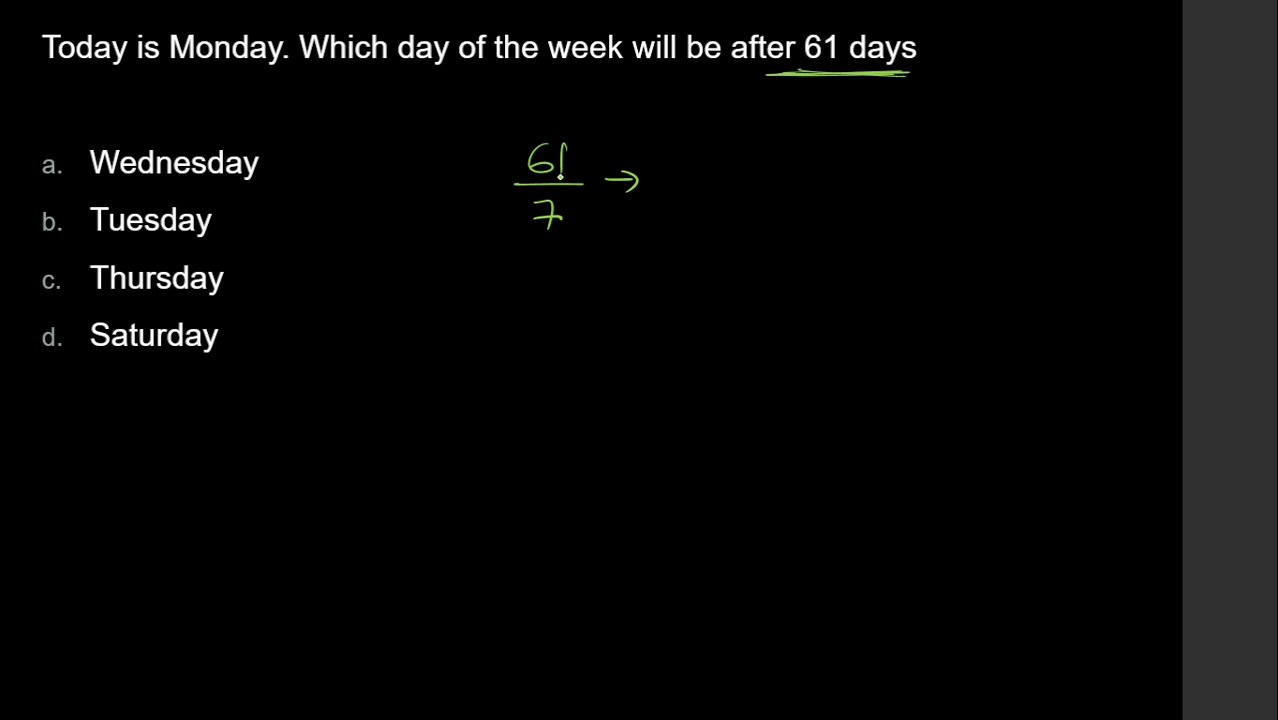 Today is Monday. Which day of the week will be after 61 days
a. Wednesday
b. Tuesday
c. Thursday
d. Saturday
61
7
→